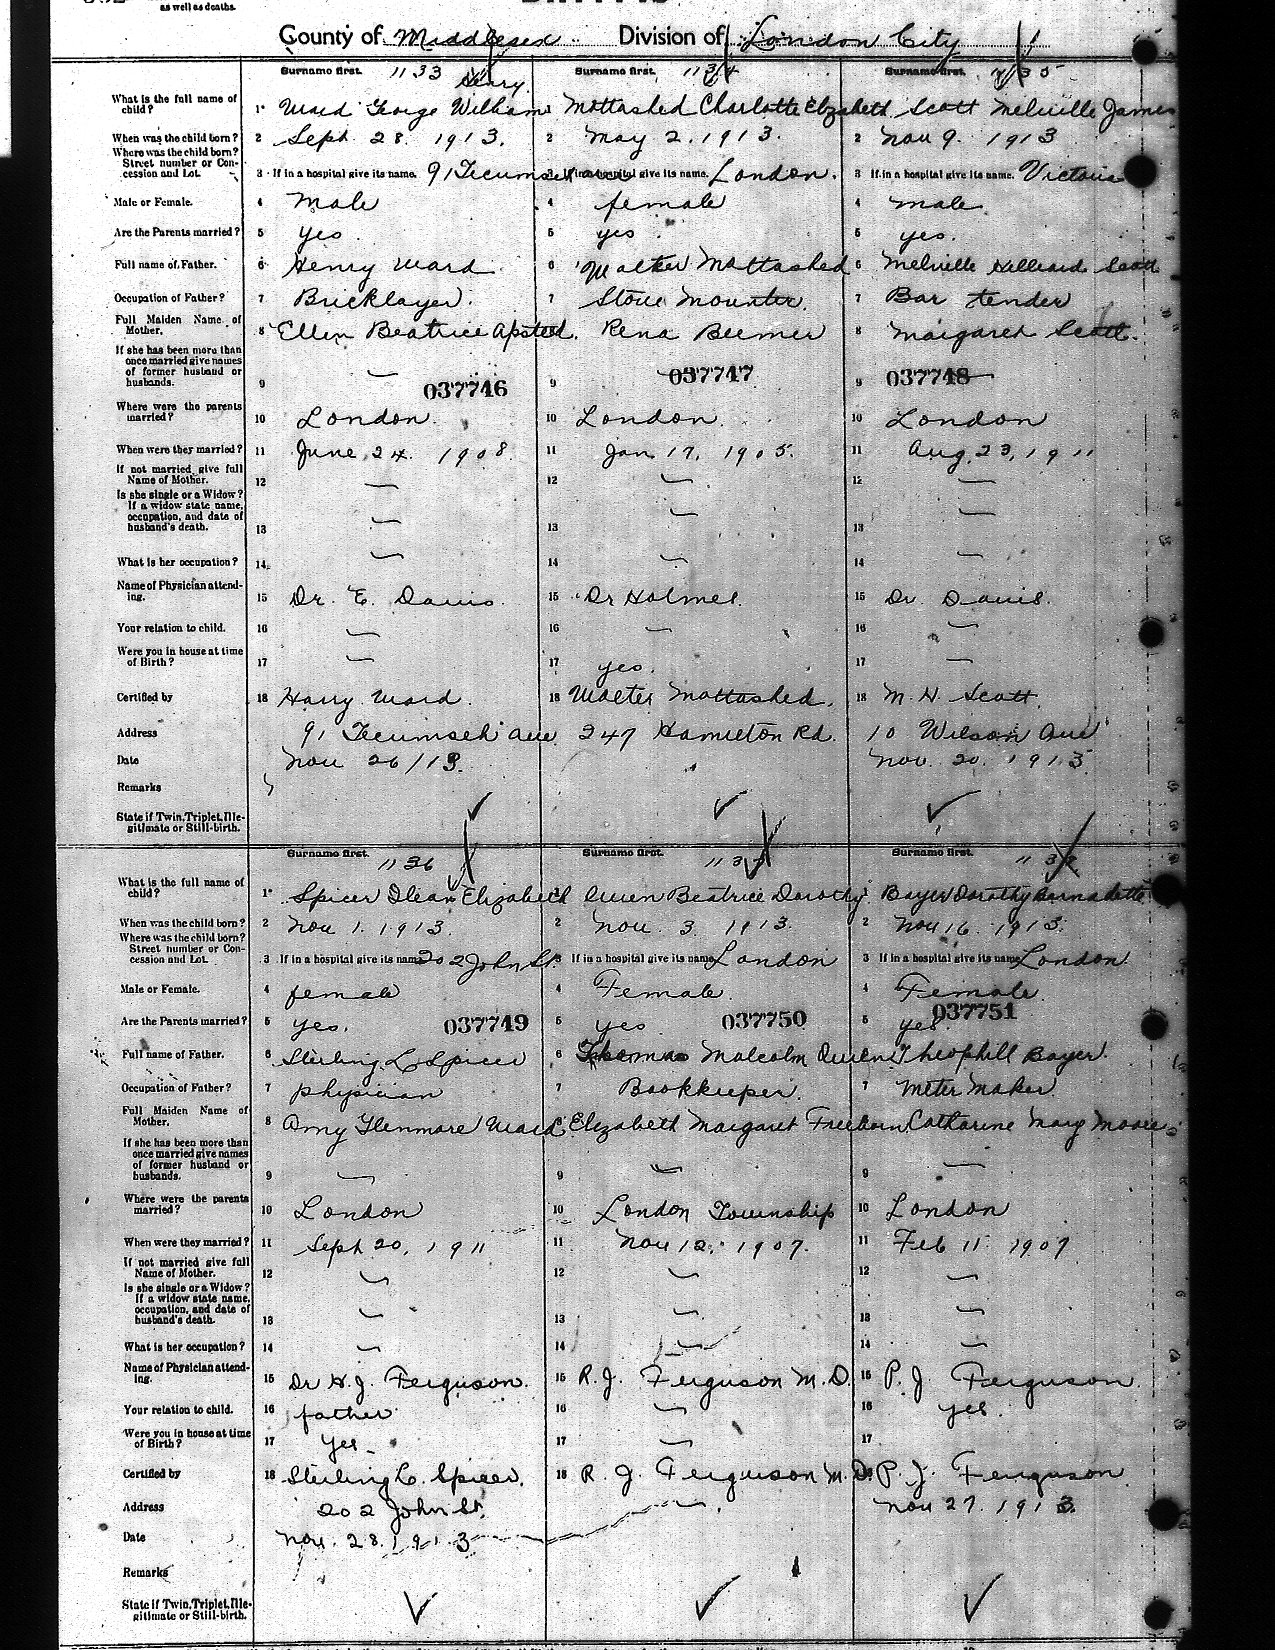 as well as deaths.
County of Middlesex Division of London City
Surname first. 1133 Surname first. 1134 Surname first. 1135
Henry
What is the full name of child? 1 Ward George William 1 Mottashed Charlotte Elizabeth 1 Scott Melville James
When was the child born? 2 Sept 28. 1913. 2 May 2. 1913. 2 Nov 9. 1913
Where was the child born? Street number or Concession and Lot. 3 If in a hospital give its name. 91 Tecumseh ave 3 If in a hospital give its name. London. 3 If in a hospital give its name. Victoria
Male or Female. 4 male 4 female 4 male
Are the Parents married? 5 yes 5 yes 5 yes.
Full name of Father. 6 Henry Ward 6 Walter Mottashed 6 Melville Hilliard Scott
Occupation of Father? 7 Bricklayer. 7 Stove Mounter. 7 Bar tender
Full Maiden Name of Mother. 8 Ellen Beatrice Apsted. 8 Rena Beemer 8 Margaret Scott.
If she has been more than once married give names of former husband or husbands. 9 — 037746 9 — 037747 9 037748 —
Where were the parents married? 10 London. 10 London. 10 London
When were they married? 11 June 24. 1908. 11 Jan 17, 1905. 11 Aug 23, 1911
If not married give full Name of Mother. 12 — 12 — 12 —
Is she single or a Widow? If a widow state name, occupation, and date of husband's death. 13 — 13 — 13 —
What is her occupation? 14 — 14 — 14 —
Name of Physician attending. 15 Dr. E. Davis. 15 Dr Holmes. 15 Dr Davis.
Your relation to child. 16 — 16 — 16 —
Were you in house at time of Birth? 17 — 17 yes. 17 —
Certified by 18 Harry Ward. 18 Walter Mottashed. 18 M. H. Scott.
Address 91 Tecumseh ave. 247 Hamilton Rd. 10 Wilson Ave
Date Nov 26/13. Nov. 20. 1913
Remarks
State if Twin, Triplet, Illegitimate or Still-birth. ✓ ✓ ✓
Surname first. 1136 Surname first. 1137 Surname first. 1138
What is the full name of child? 1 Spicer Elizabeth 1 Owen Beatrice Dorothy 1 Bayer Dorothy Bernadette
When was the child born? 2 Nov 1. 1913. 2 Nov. 3. 1913. 2 Nov 16. 1913.
Where was the child born? Street number or Concession and Lot. 3 If in a hospital give its name. 202 John St. 3 If in a hospital give its name. London 3 If in a hospital give its name. London
Male or Female. 4 female 4 Female. 4 Female.
Are the Parents married? 5 yes. 037749 5 yes 037750 5 yes 037751
Full name of Father. 6 Sterling L. Spicer 6 Thomas Malcolm Owens 6 Theophill Bayer.
Occupation of Father? 7 Physician 7 Bookkeeper. 7 Meter Maker.
Full Maiden Name of Mother. 8 Amy Glenmore Ward 8 Elizabeth Margaret Freeborn 8 Catharine Mary Moore
If she has been more than once married give names of former husband or husbands. 9 — 9 — 9 —
Where were the parents married? 10 London 10 London Township 10 London
When were they married? 11 Sept 20, 1911 11 Nov 12. 1907. 11 Feb 11 1907
If not married give full Name of Mother. 12 — 12 — 12 —
Is she single or a Widow? If a widow state name, occupation, and date of husband's death. 13 — 13 — 13 —
What is her occupation? 14 — 14 — 14 —
Name of Physician attending. 15 Dr H. J. Ferguson. 15 R. J. Ferguson M.D. 15 P. J. Ferguson
Your relation to child. 16 father 16 — 16 yes.
Were you in house at time of Birth? 17 Yes. 17 — 17
Certified by 18 Sterling L. Spicer. 18 R. J. Ferguson M.D. 18 P. J. Ferguson
Address 202 John St. — Nov 27. 1913.
Date Nov. 28. 1913
Remarks
State if Twin, Triplet, Illegitimate or Still-birth. ✓ ✓ ✓